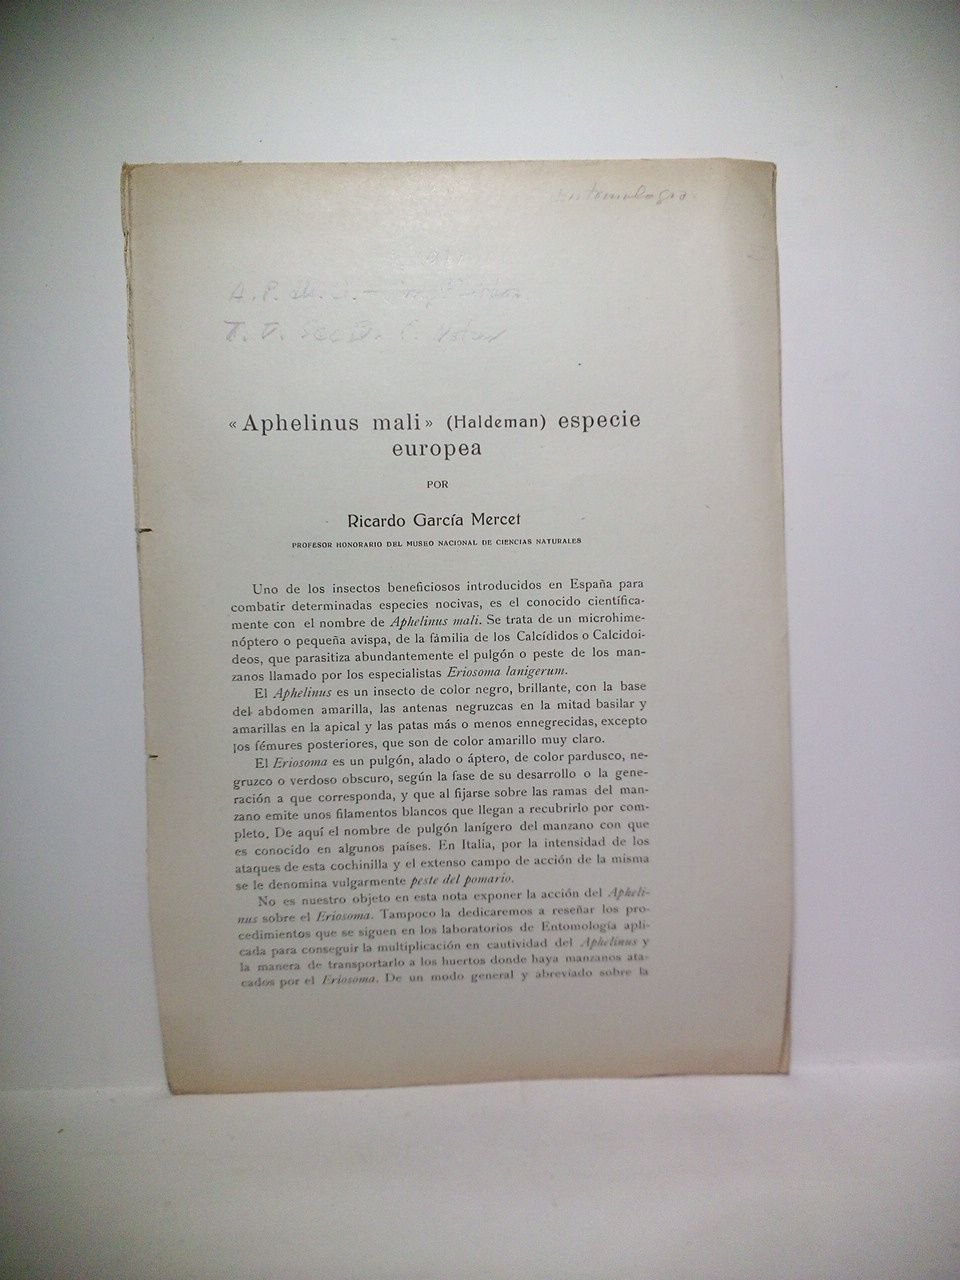 entomologia
«Aphelinus mali» (Haldeman) especie
europea
POR
Ricardo García Mercet
PROFESOR HONORARIO DEL MUSEO NACIONAL DE CIENCIAS NATURALES
Uno de los insectos beneficiosos introducidos en España para
combatir determinadas especies nocivas, es el conocido científica-
mente con el nombre de Aphelinus mali. Se trata de un microhime-
nóptero o pequeña avispa, de la fàmilia de los Calcídidos o Calcidoi-
deos, que parasitiza abundantemente el pulgón o peste de los man-
zanos llamado por los especialistas Eriosoma lanigerum.
El Aphelinus es un insecto de color negro, brillante, con la base
del abdomen amarilla, las antenas negruzcas en la mitad basilar y
amarillas en la apical y las patas más o menos ennegrecidas, excepto
los fémures posteriores, que son de color amarillo muy claro.
El Eriosoma es un pulgón, alado o áptero, de color pardusco, ne-
gruzco o verdoso obscuro, según la fase de su desarrollo o la gene-
ración a que corresponda, y que al fijarse sobre las ramas del man-
zano emite unos filamentos blancos que llegan a recubrirlo por com-
pleto. De aquí el nombre de pulgón lanígero del manzano con que
es conocido en algunos países. En Italia, por la intensidad de los
ataques de esta cochinilla y el extenso campo de acción de la misma
se le denomina vulgarmente peste del pomario.
No es nuestro objeto en esta nota exponer la acción del Apheli-
nus sobre el Eriosoma. Tampoco la dedicaremos a reseñar los pro-
cedimientos que se siguen en los laboratorios de Entomología apli-
cada para conseguir la multiplicación en cautividad del Aphelinus y
la manera de transportarlo a los huertos donde haya manzanos ata-
cados por el Eriosoma. De un modo general y abreviado sobre la